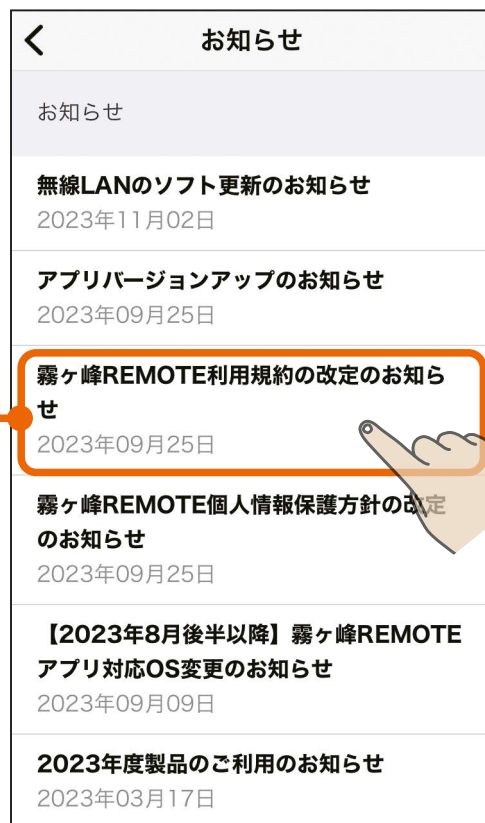 お知らせ
お知らせ
無線LANのソフト更新のお知らせ
2023年11月02日
アプリバージョンアップのお知らせ
2023年09月25日
霧ヶ峰REMOTE利用規約の改定のお知ら
せ
2023年09月25日
霧ヶ峰REMOTE個人情報保護方針の改定
のお知らせ
2023年09月25日
【2023年8月後半以降】霧ヶ峰REMOTE
アプリ対応OS変更のお知らせ
2023年09月09日
2023年度製品のご利用のお知らせ
2023年03月17日